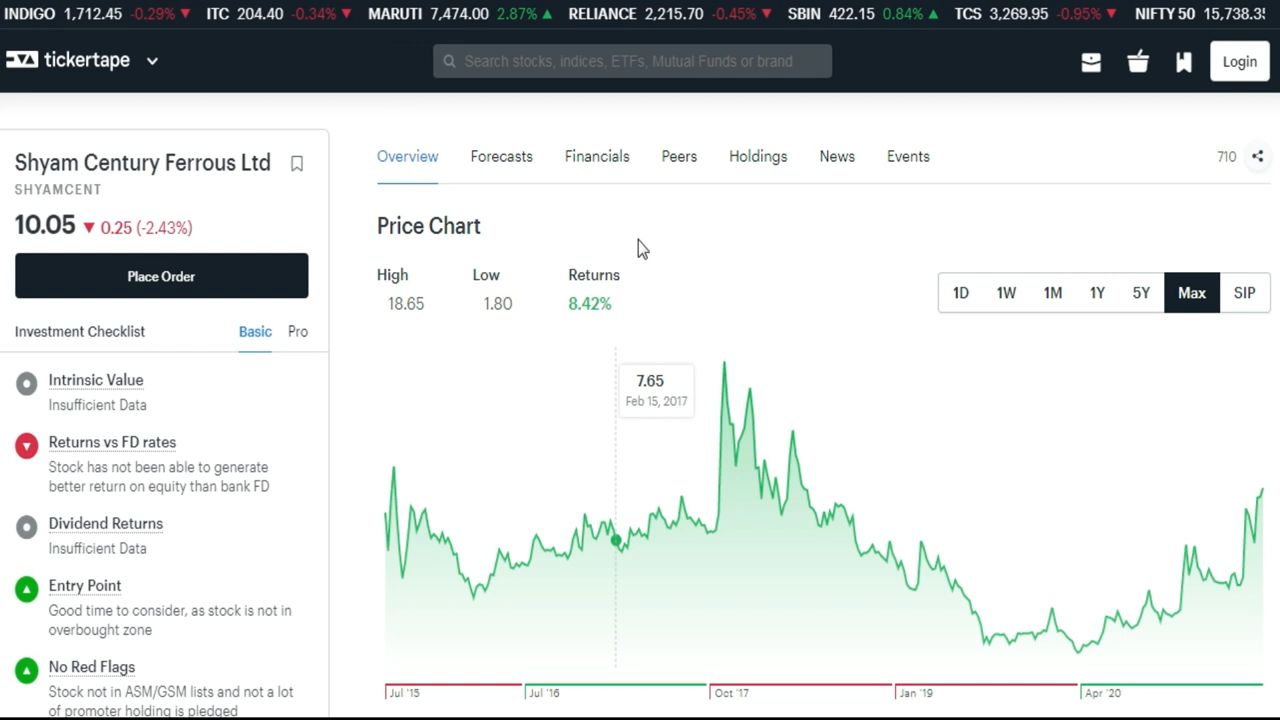 INDIGO 1,712.45 -0.29% ▼ ITC 204.40 -0.34% ▼ MARUTI 7,474.00 2.87% ▲ RELIANCE 2,215.70 -0.45% ▼ SBIN 422.15 0.84% ▲ TCS 3,269.95 -0.95% ▼ NIFTY 50 15,738.35
tickertape
Search stocks, indices, ETFs, Mutual Funds or brand
Login
Shyam Century Ferrous Ltd
SHYAMCENT
10.05 ▼ 0.25 (-2.43%)
Place Order
Investment Checklist Basic Pro
Intrinsic Value
Insufficient Data
Returns vs FD rates
Stock has not been able to generate
better return on equity than bank FD
Dividend Returns
Insufficient Data
Entry Point
Good time to consider, as stock is not in
overbought zone
No Red Flags
Stock not in ASM/GSM lists and not a lot
of promoter holding is pledged
Overview Forecasts Financials Peers Holdings News Events 710
Price Chart
High Low Returns
18.65 1.80 8.42%
1D 1W 1M 1Y 5Y Max SIP
7.65
Feb 15, 2017
Jul '15 Jul '16 Oct '17 Jan '19 Apr '20